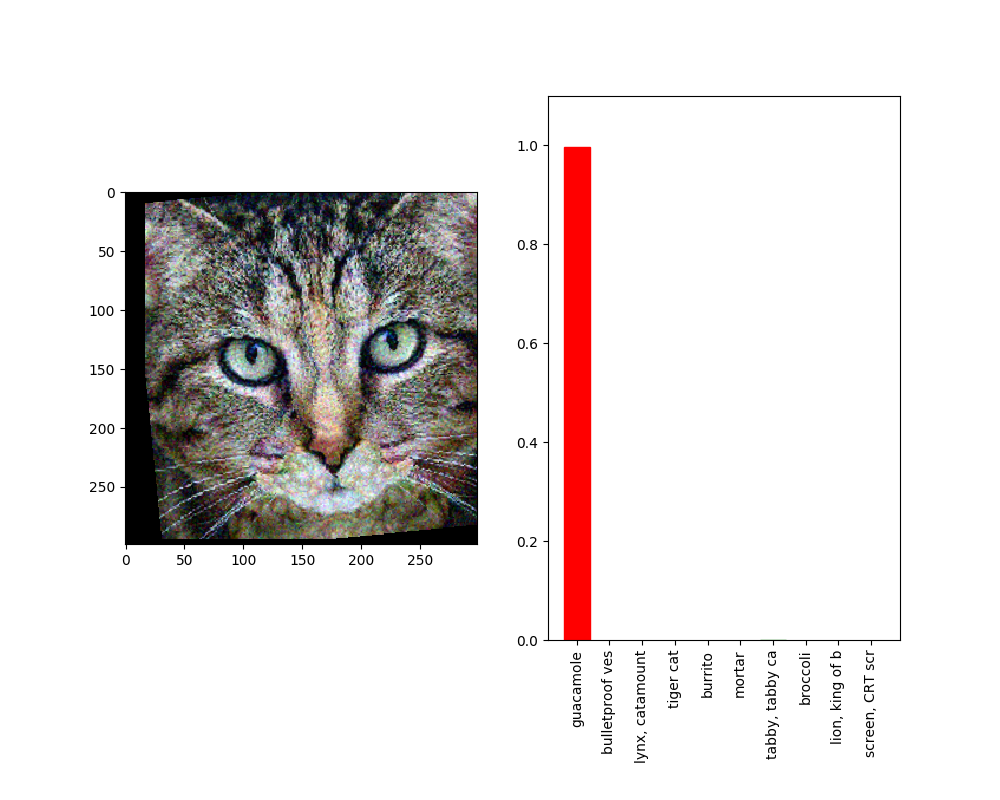 0
50
100
150
200
250
0 50 100 150 200 250
1.0
0.8
0.6
0.4
0.2
0.0
guacamole
bulletproof ves
lynx, catamount
tiger cat
burrito
mortar
tabby, tabby ca
broccoli
lion, king of b
screen, CRT scr